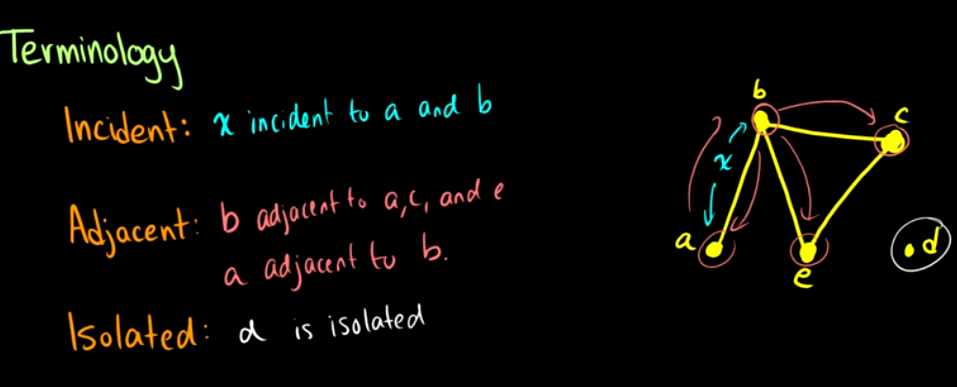 Terminology
Incident: x incident to a and b
Adjacent: b adjacent to a,c, and e
a adjacent to b.
Isolated: d is isolated
b
c
x
a
e
d